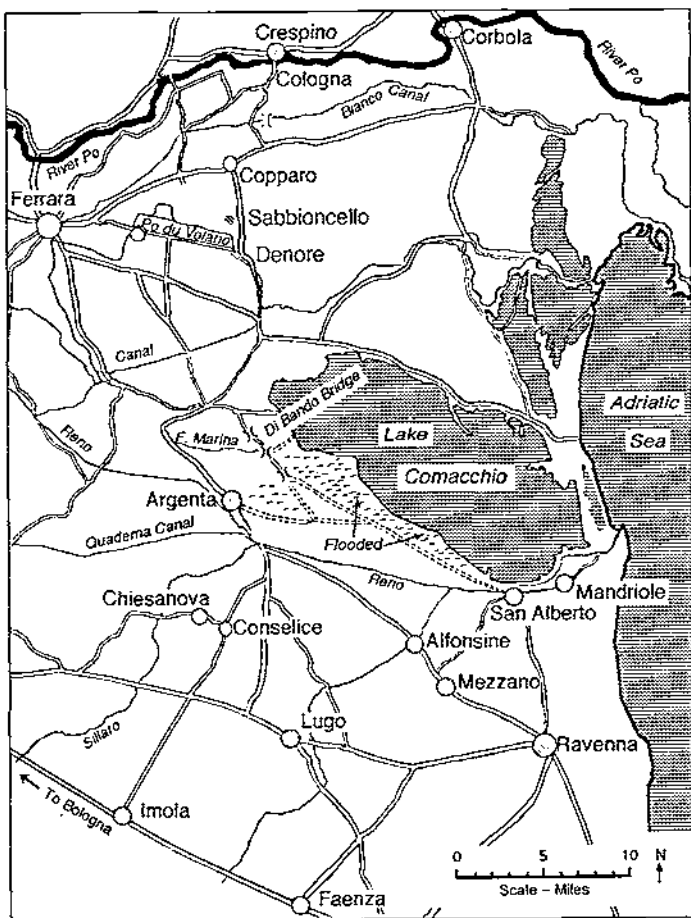 Crespino
Corbola
River Po
Cologna
Bianco Canal
River Po
Copparo
Ferrara
Po du Volano
Sabbioncello
Denore
Canal
Di Bando Bridge
Adriatic
Sea
Reno
F. Marina
Lake
Comacchio
Argenta
Quaderna Canal
Flooded
Reno
Mandriole
San Alberto
Chiesanova
Conselice
Alfonsine
Mezzano
Sillaro
Lugo
Ravenna
To Bologna
Imola
Faenza
0 5 10 N
Scale – Miles